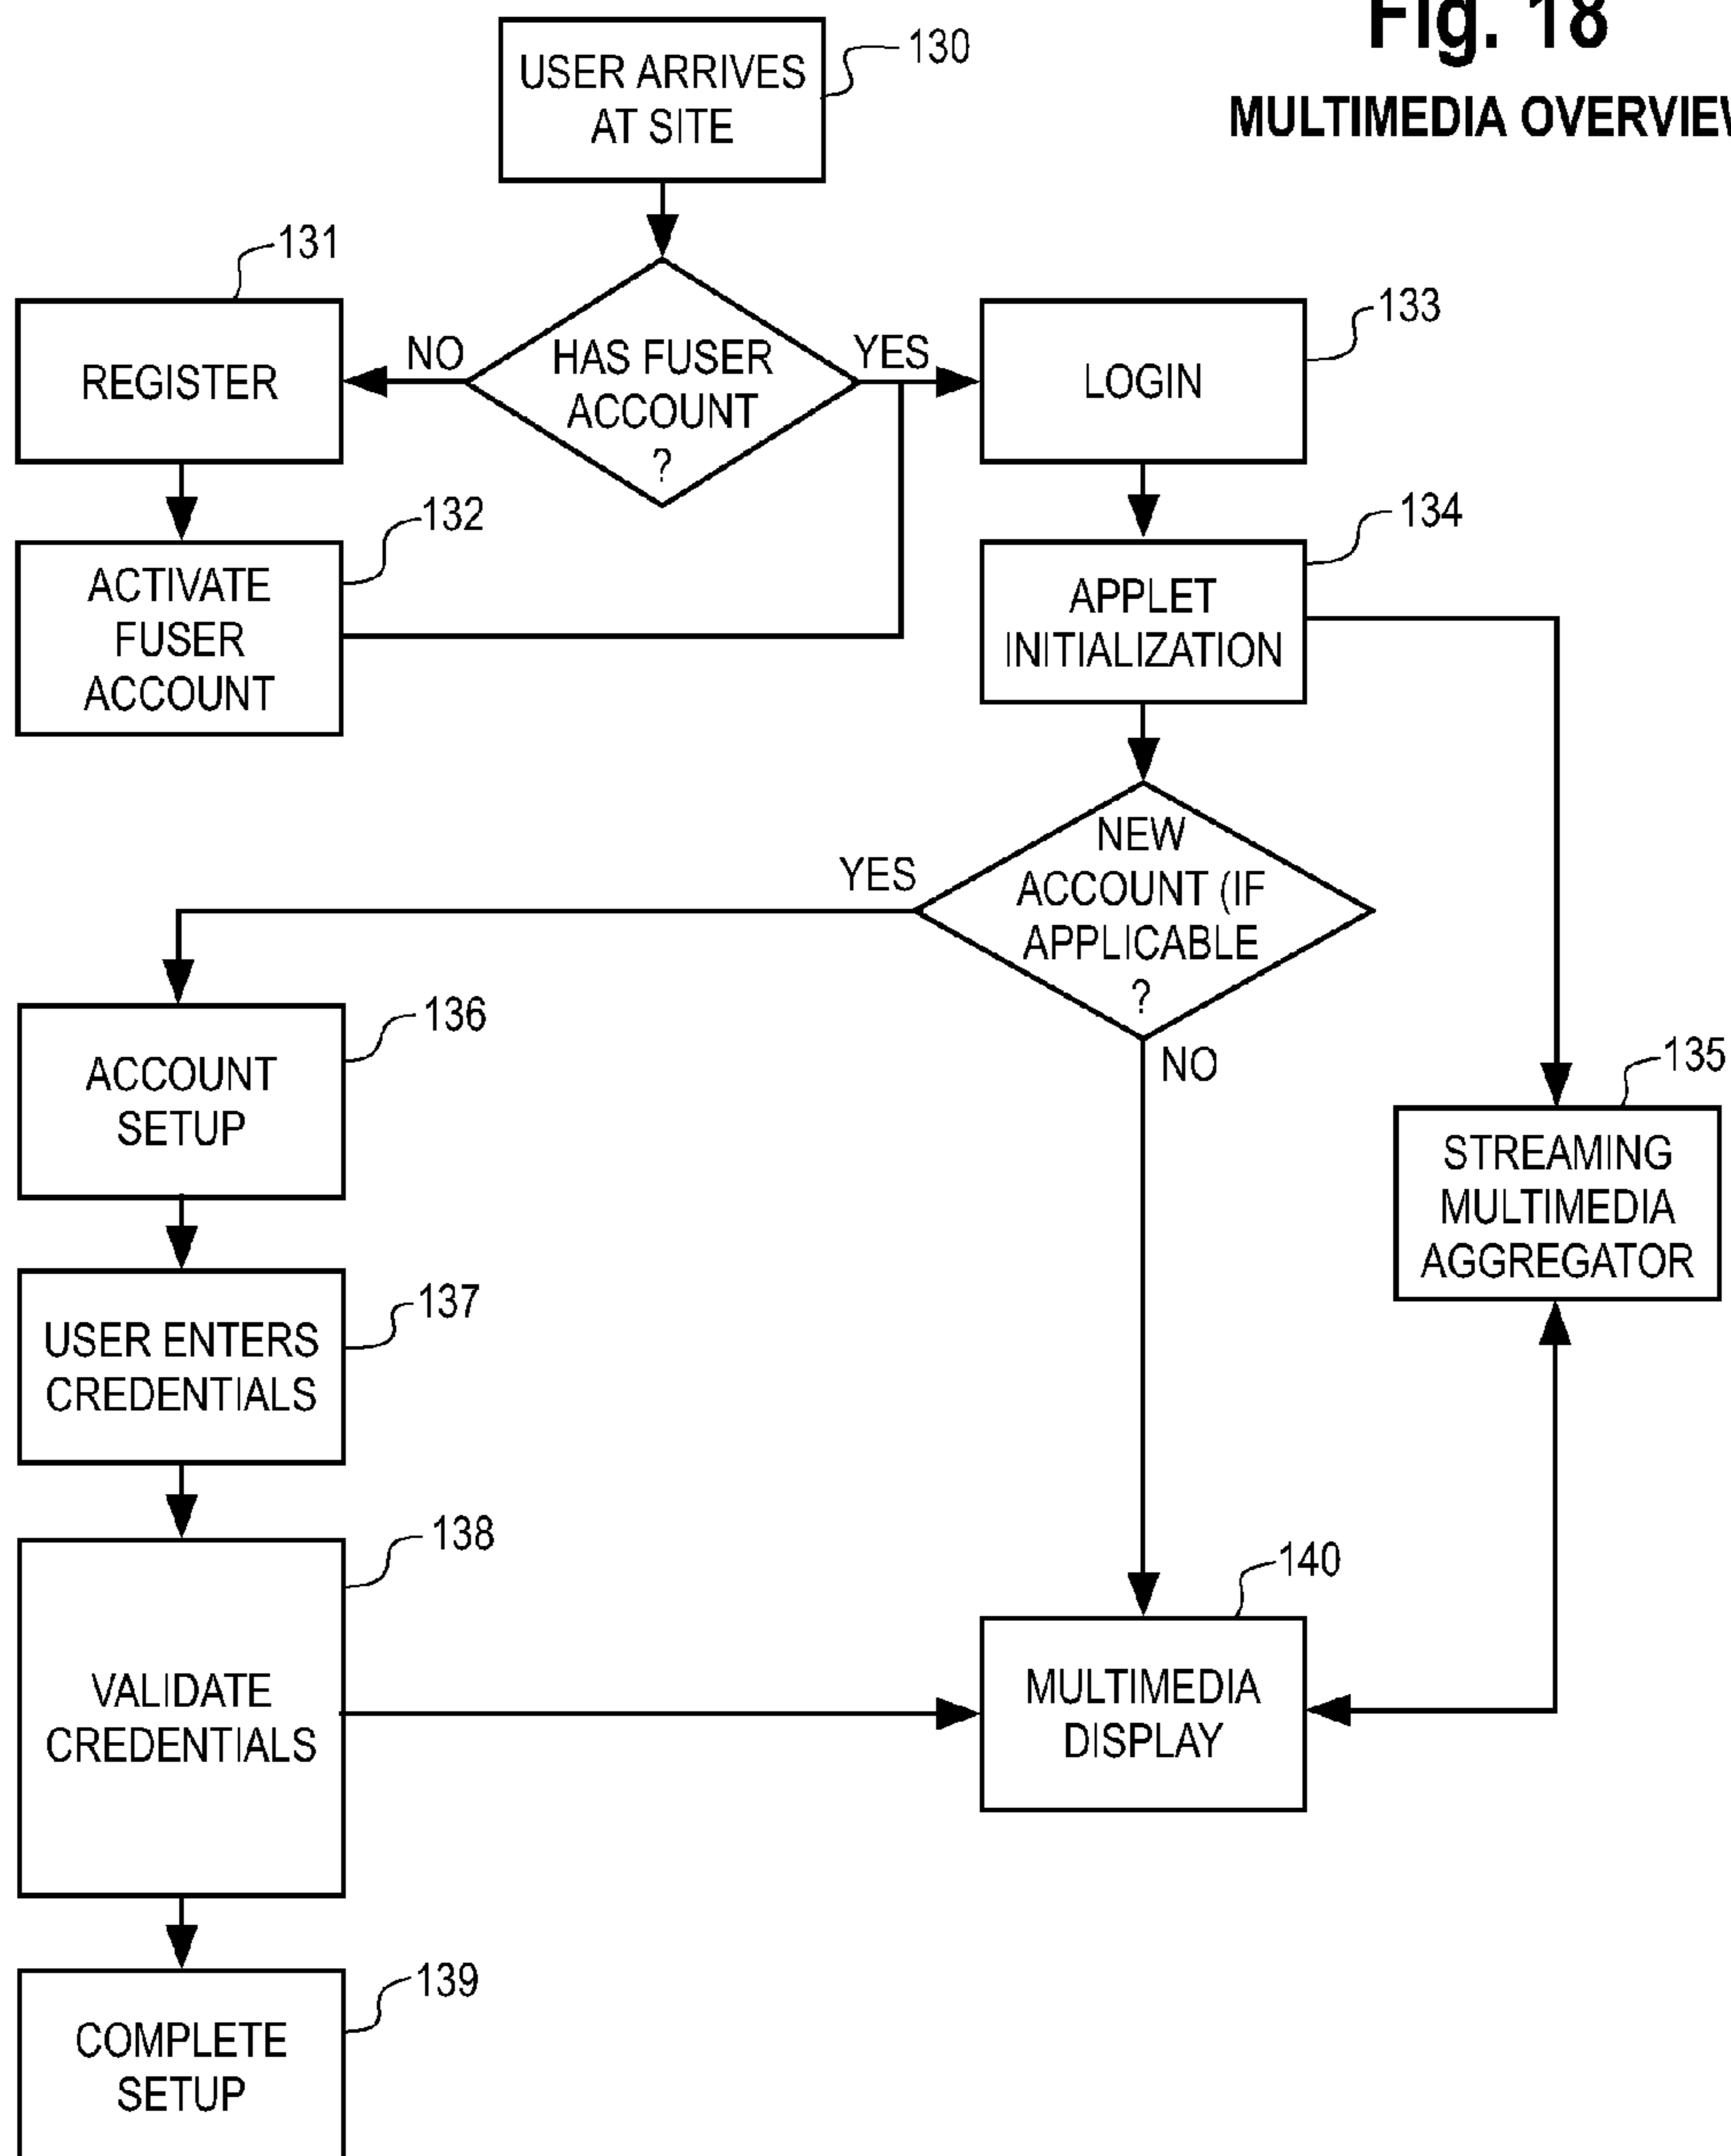 Fig. 18
MULTIMEDIA OVERVIEW
130
USER ARRIVES
AT SITE
131
133
NO
YES
REGISTER
HAS FUSER
ACCOUNT
?
LOGIN
132
134
ACTIVATE
FUSER
ACCOUNT
APPLET
INITIALIZATION
YES
NEW
ACCOUNT (IF
APPLICABLE
?
NO
136
135
ACCOUNT
SETUP
STREAMING
MULTIMEDIA
AGGREGATOR
137
USER ENTERS
CREDENTIALS
138
140
VALIDATE
CREDENTIALS
MULTIMEDIA
DISPLAY
139
COMPLETE
SETUP